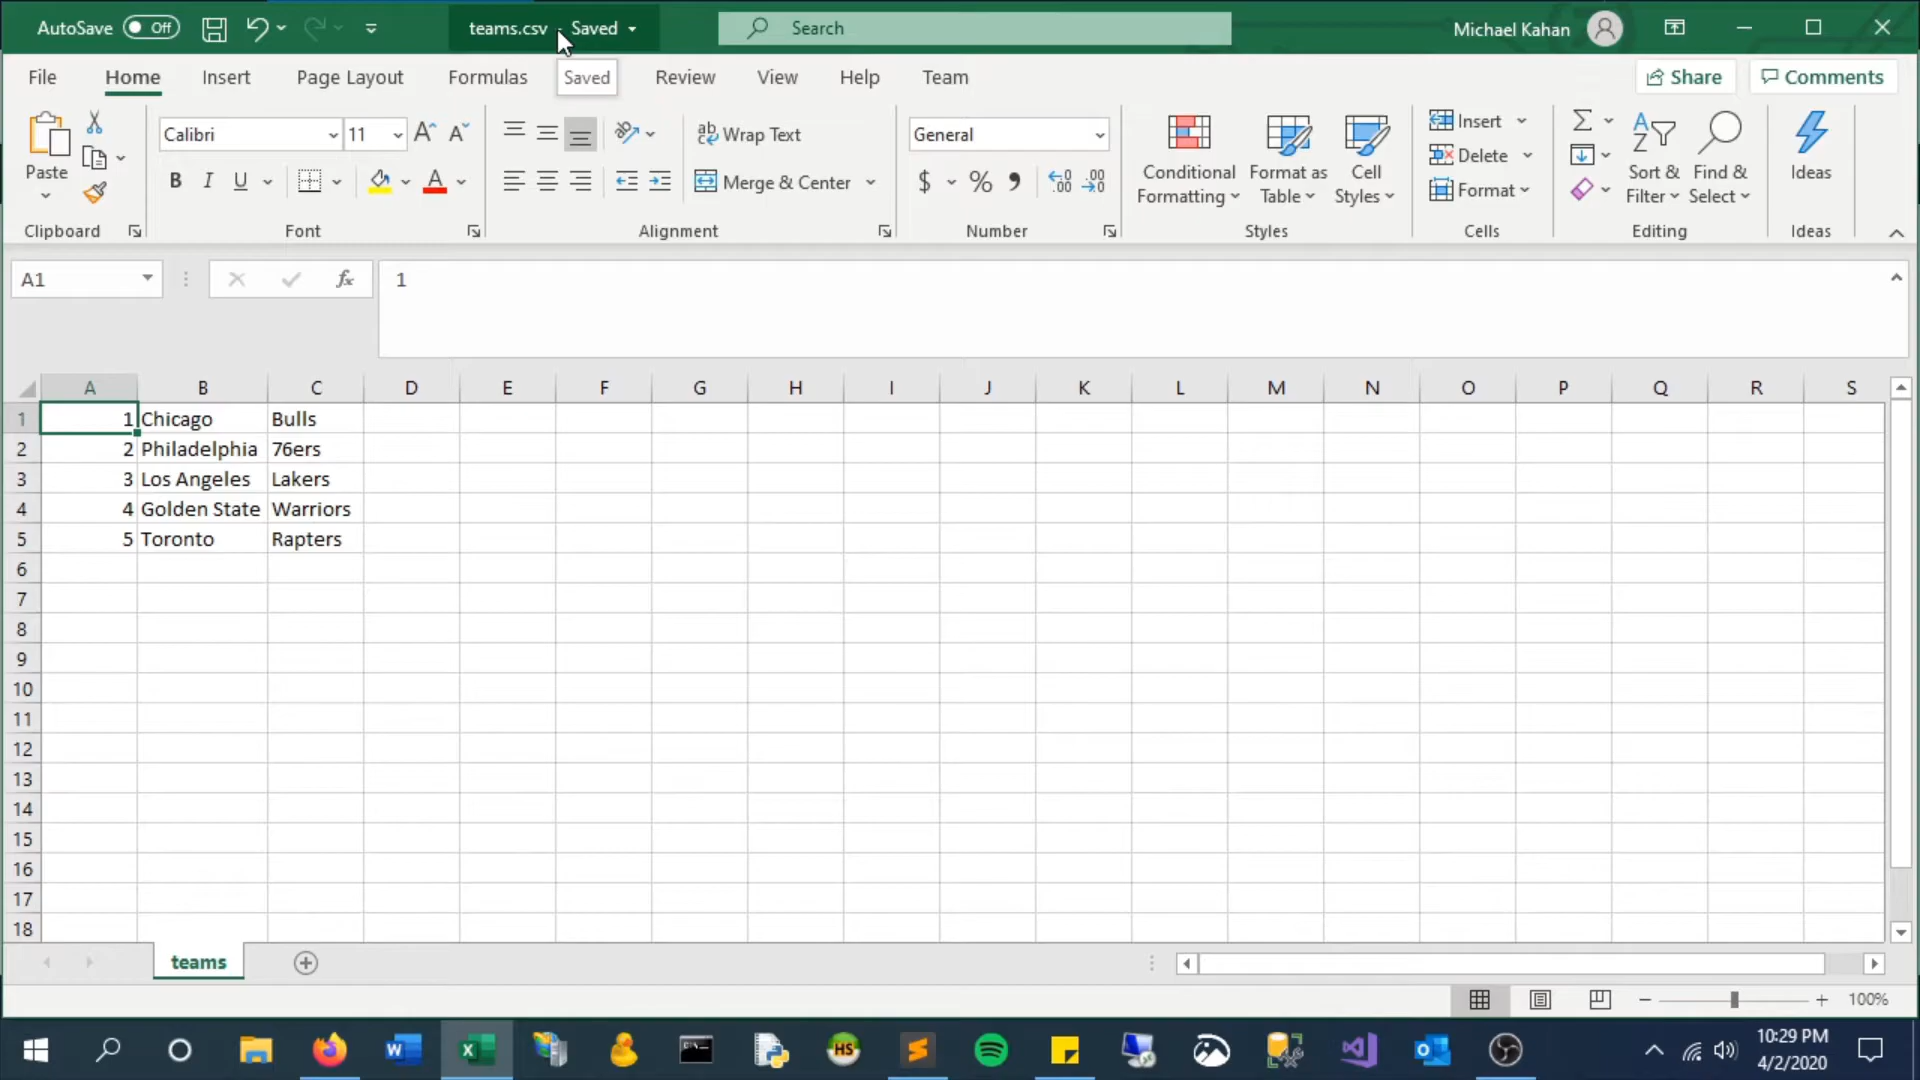 AutoSave Off teams.csv - Saved Search Michael Kahan
File Home Insert Page Layout Formulas Saved Review View Help Team Share Comments
Paste Calibri 11 Wrap Text General Conditional Formatting Format as Table Cell Styles Insert Delete Format Sort & Filter Find & Select Ideas
B I U Merge & Center $ % 9
Clipboard Font Alignment Number Styles Cells Editing Ideas
A1 fx 1
A B C D E F G H I J K L M N O P Q R S
1 1 Chicago Bulls
2 2 Philadelphia 76ers
3 3 Los Angeles Lakers
4 4 Golden State Warriors
5 5 Toronto Rapters
6
7
8
9
10
11
12
13
14
15
16
17
18
teams
100%
10:29 PM
4/2/2020